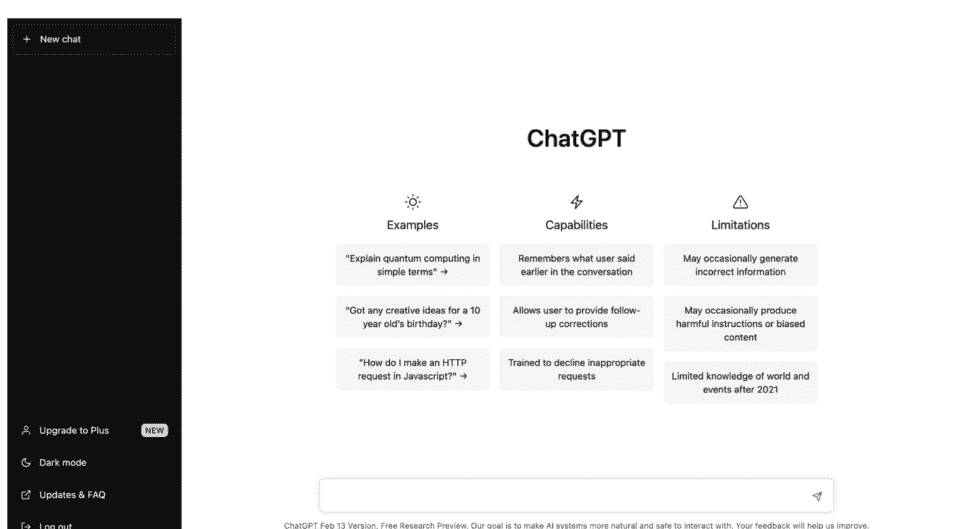 New chat
ChatGPT
Examples
"Explain quantum computing in
simple terms" →
"Got any creative ideas for a 10
year old's birthday?" →
"How do I make an HTTP
request in Javascript?" →
Capabilities
Remembers what user said
earlier in the conversation
Allows user to provide follow-
up corrections
Trained to decline inappropriate
requests
Limitations
May occasionally generate
incorrect information
May occasionally produce
harmful instructions or biased
content
Limited knowledge of world and
events after 2021
Upgrade to Plus NEW
Dark mode
Updates & FAQ
Log out
ChatGPT Feb 13 Version. Free Research Preview. Our goal is to make AI systems more natural and safe to interact with. Your feedback will help us improve.